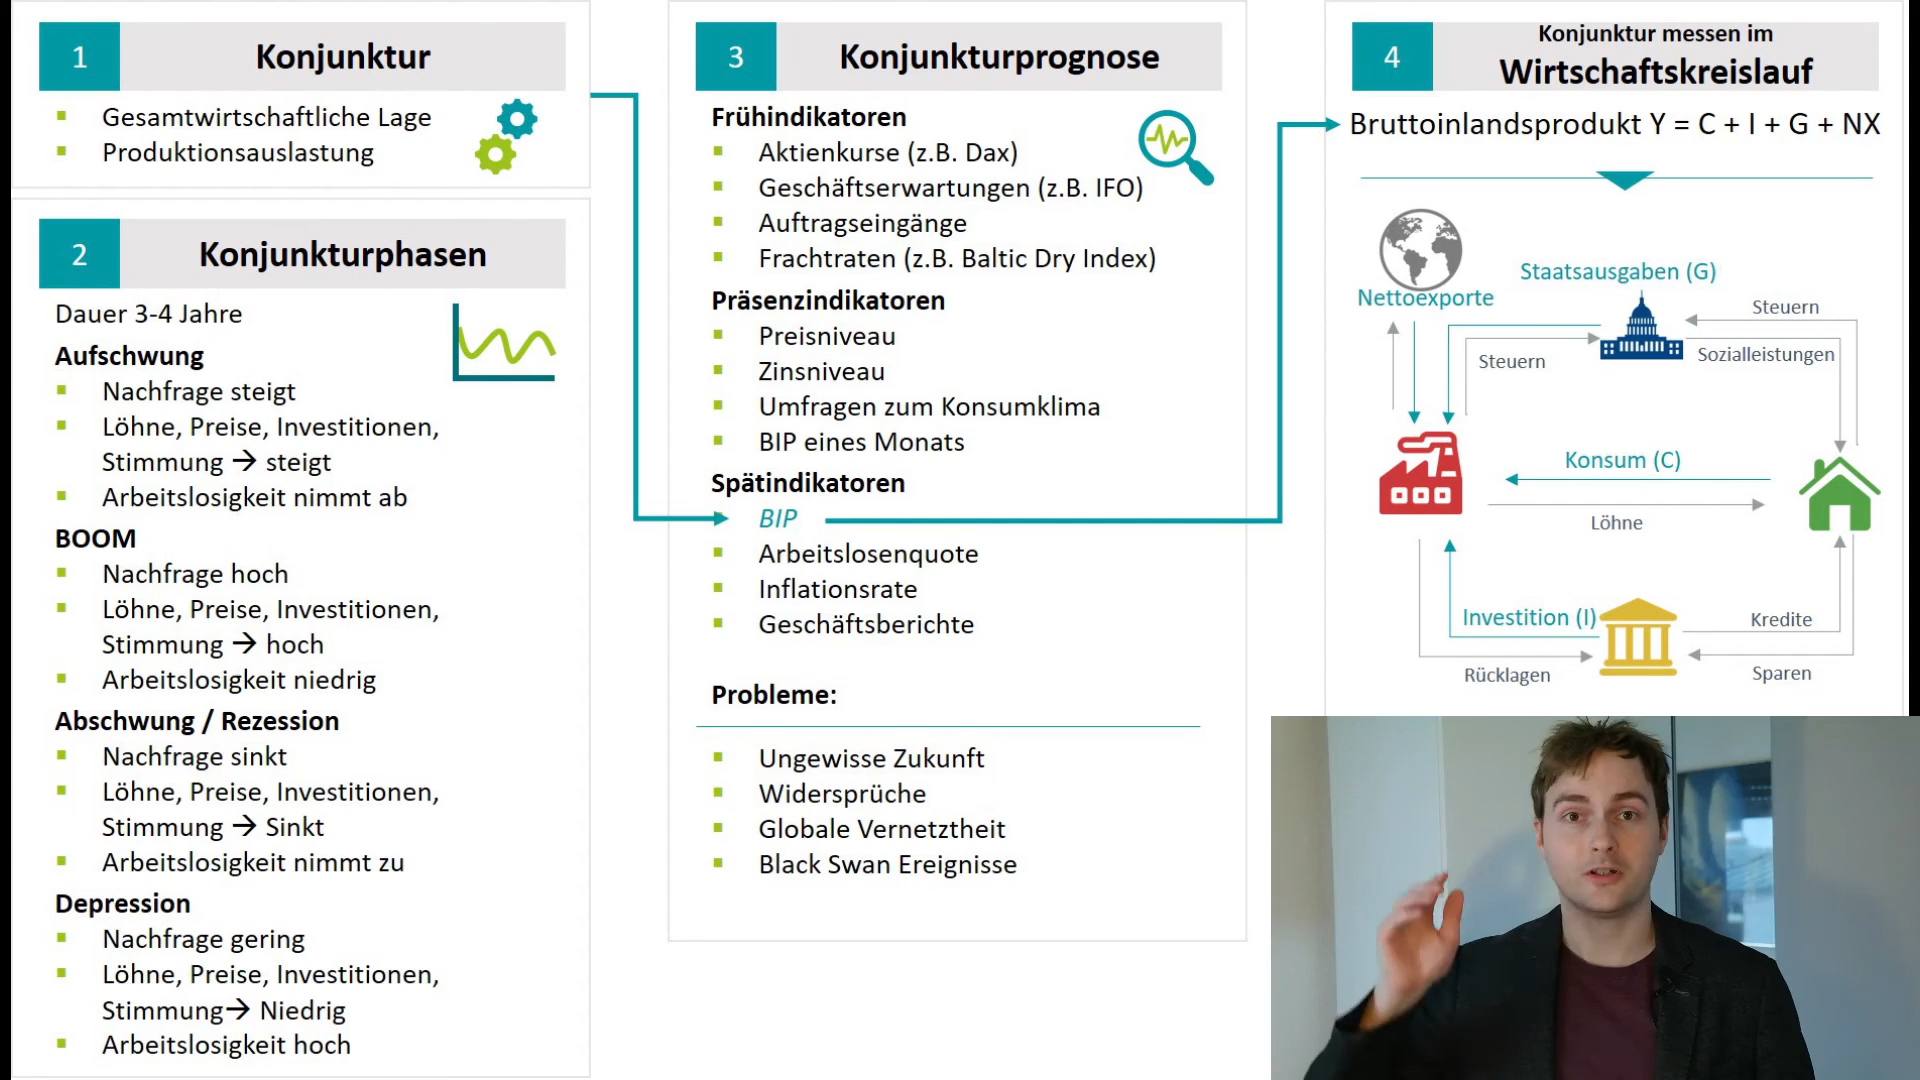 1
Konjunktur
Gesamtwirtschaftliche Lage
Produktionsauslastung
2
Konjunkturphasen
Dauer 3-4 Jahre
Aufschwung
Nachfrage steigt
Löhne, Preise, Investitionen,
Stimmung → steigt
Arbeitslosigkeit nimmt ab
BOOM
Nachfrage hoch
Löhne, Preise, Investitionen,
Stimmung → hoch
Arbeitslosigkeit niedrig
Abschwung / Rezession
Nachfrage sinkt
Löhne, Preise, Investitionen,
Stimmung → Sinkt
Arbeitslosigkeit nimmt zu
Depression
Nachfrage gering
Löhne, Preise, Investitionen,
Stimmung→ Niedrig
Arbeitslosigkeit hoch
3
Konjunkturprognose
Frühindikatoren
Aktienkurse (z.B. Dax)
Geschäftserwartungen (z.B. IFO)
Auftragseingänge
Frachtraten (z.B. Baltic Dry Index)
Präsenzindikatoren
Preisniveau
Zinsniveau
Umfragen zum Konsumklima
BIP eines Monats
Spätindikatoren
BIP
Arbeitslosenquote
Inflationsrate
Geschäftsberichte
Probleme:
Ungewisse Zukunft
Widersprüche
Globale Vernetztheit
Black Swan Ereignisse
4
Konjunktur messen im
Wirtschaftskreislauf
Bruttoinlandsprodukt Y = C + I + G + NX
Staatsausgaben (G)
Nettoexporte
Steuern
Sozialleistungen
Steuern
Konsum (C)
Löhne
Investition (I)
Kredite
Rücklagen
Sparen